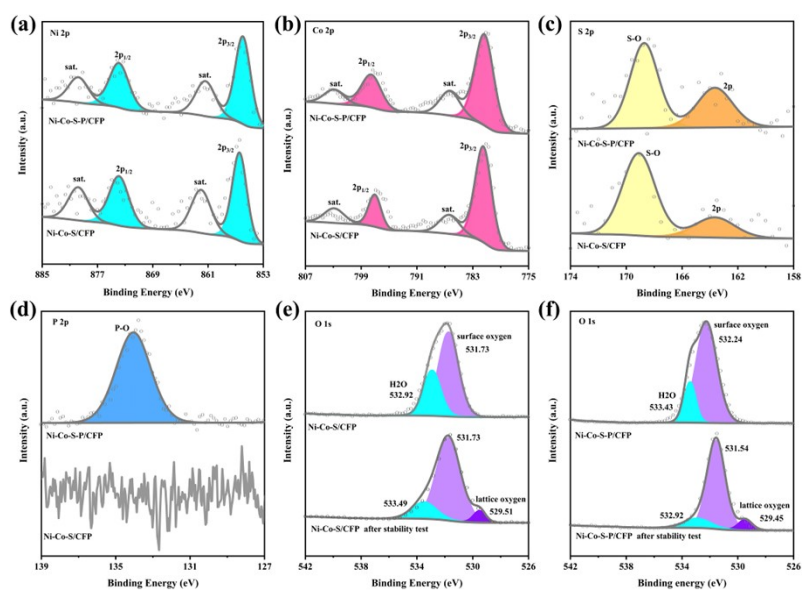 (a)
Ni 2p
2p3/2
2p1/2
sat.
sat.
Ni-Co-S-P/CFP
2p3/2
2p1/2
sat.
sat.
Ni-Co-S/CFP
Intensity (a.u.)
885 877 869 861 853
Binding Energy (eV)
(b)
Co 2p
2p3/2
2p1/2
sat.
sat.
Ni-Co-S-P/CFP
2p3/2
2p1/2
sat.
sat.
Ni-Co-S/CFP
Intensity (a.u.)
807 799 791 783 775
Binding Energy (eV)
(c)
S 2p
S-O
2p
Ni-Co-S-P/CFP
S-O
2p
Ni-Co-S/CFP
Intensity (a.u.)
174 170 166 162 158
Binding Energy (eV)
(d)
P 2p
P-O
Ni-Co-S-P/CFP
Ni-Co-S/CFP
Intensity (a.u.)
139 135 131 127
Binding Energy (eV)
(e)
O 1s
surface oxygen
531.73
H2O
532.92
Ni-Co-S/CFP
531.73
533.49
lattice oxygen
529.51
Ni-Co-S/CFP after stability test
Intensity (a.u.)
542 538 534 530 526
Binding Energy (eV)
(f)
O 1s
surface oxygen
532.24
H2O
533.43
Ni-Co-S-P/CFP
531.54
532.92
lattice oxygen
529.45
Ni-Co-S-P/CFP after stability test
Intensity (a.u.)
542 538 534 530 526
Binding energy (eV)